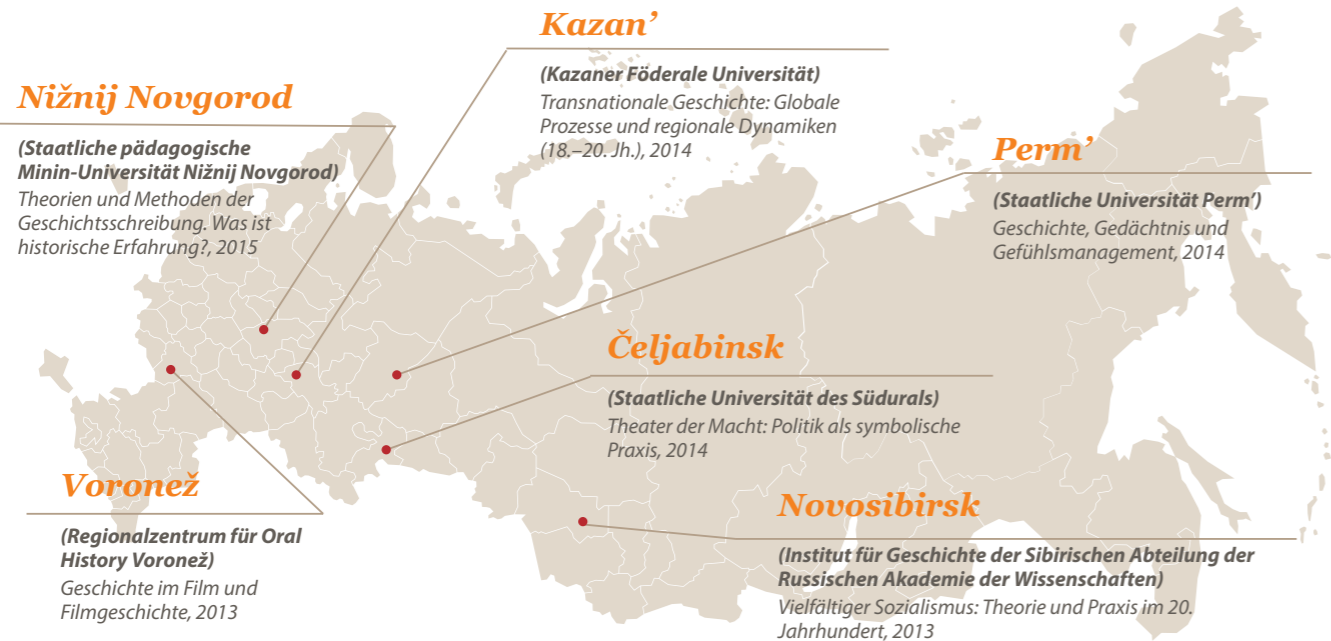 Kazan’
(Kazaner Föderale Universität)
Transnationale Geschichte: Globale
Prozesse und regionale Dynamiken
(18.–20. Jh.), 2014
Nižnij Novgorod
(Staatliche pädagogische
Minin-Universität Nižnij Novgorod)
Theorien und Methoden der
Geschichtsschreibung. Was ist
historische Erfahrung?, 2015
Perm’
(Staatliche Universität Perm’)
Geschichte, Gedächtnis und
Gefühlsmanagement, 2014
Čeljabinsk
(Staatliche Universität des Südurals)
Theater der Macht: Politik als symbolische
Praxis, 2014
Voronež
(Regionalzentrum für Oral
History Voronež)
Geschichte im Film und
Filmgeschichte, 2013
Novosibirsk
(Institut für Geschichte der Sibirischen Abteilung der
Russischen Akademie der Wissenschaften)
Vielfältiger Sozialismus: Theorie und Praxis im 20.
Jahrhundert, 2013